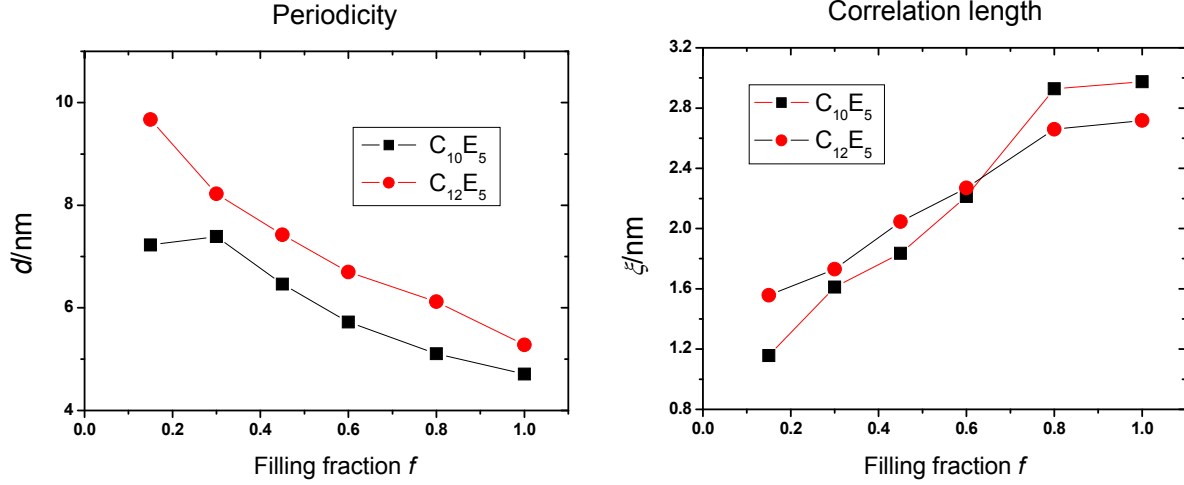 Periodicity
10
8
6
4
d/nm
C₁₀E₅
C₁₂E₅
0.0 0.2 0.4 0.6 0.8 1.0
Filling fraction f
Correlation length
3.2
2.8
2.4
2.0
1.6
1.2
0.8
ξ/nm
C₁₀E₅
C₁₂E₅
0.0 0.2 0.4 0.6 0.8 1.0
Filling fraction f